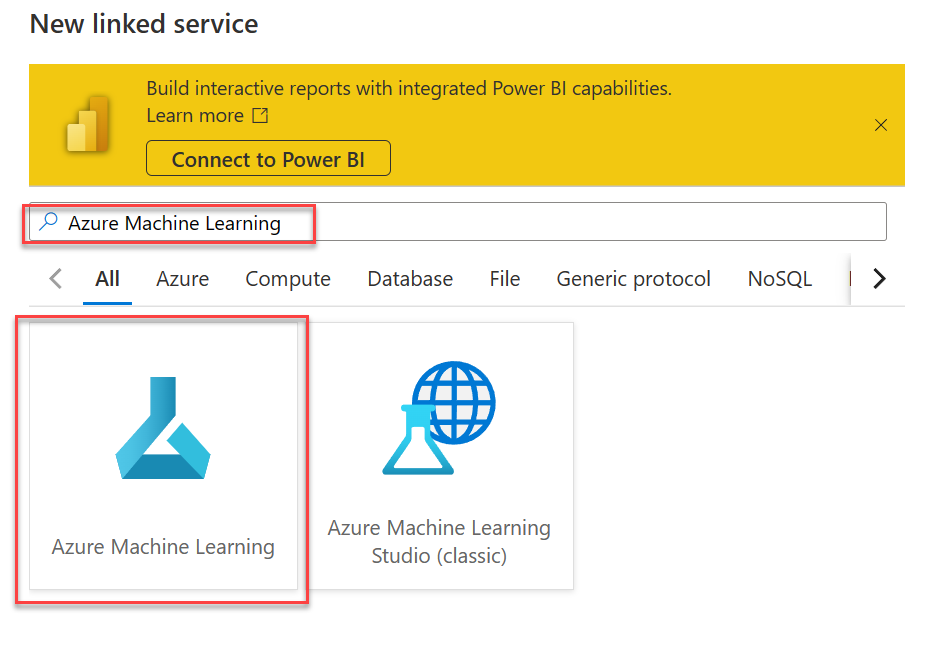 New linked service
Build interactive reports with integrated Power BI capabilities.
Learn more
Connect to Power BI
Azure Machine Learning
All Azure Compute Database File Generic protocol NoSQL
Azure Machine Learning
Azure Machine Learning
Studio (classic)